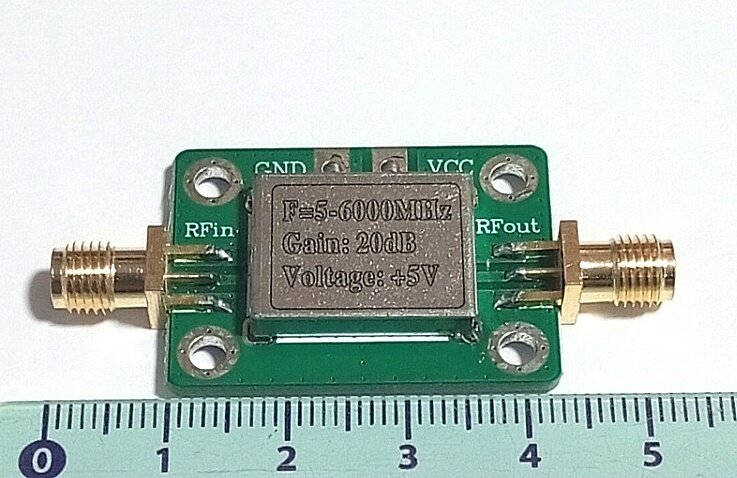 GND VCC
F=5-6000MHz
RFin RFout
Gain: 20dB
Voltage: +5V
0 1 2 3 4 5